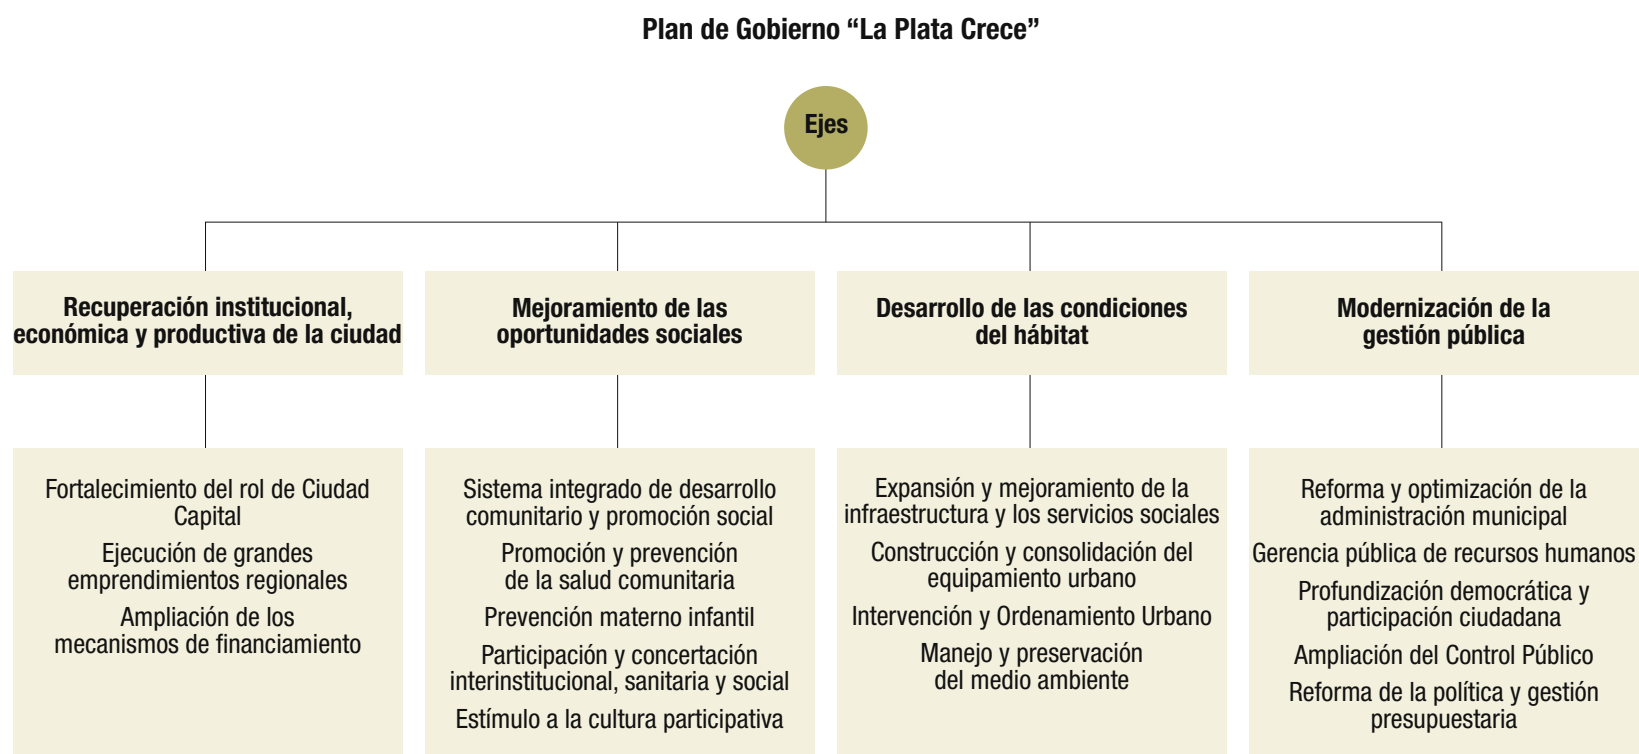 Plan de Gobierno “La Plata Crece”
Ejes
Recuperación institucional,
económica y productiva de la ciudad
Mejoramiento de las
oportunidades sociales
Desarrollo de las condiciones
del hábitat
Modernización de la
gestión pública
Fortalecimiento del rol de Ciudad
Capital
Ejecución de grandes
emprendimientos regionales
Ampliación de los
mecanismos de financiamiento
Sistema integrado de desarrollo
comunitario y promoción social
Promoción y prevención
de la salud comunitaria
Prevención materno infantil
Participación y concertación
interinstitucional, sanitaria y social
Estímulo a la cultura participativa
Expansión y mejoramiento de la
infraestructura y los servicios sociales
Construcción y consolidación del
equipamiento urbano
Intervención y Ordenamiento Urbano
Manejo y preservación
del medio ambiente
Reforma y optimización de la
administración municipal
Gerencia pública de recursos humanos
Profundización democrática y
participación ciudadana
Ampliación del Control Público
Reforma de la política y gestión
presupuestaria